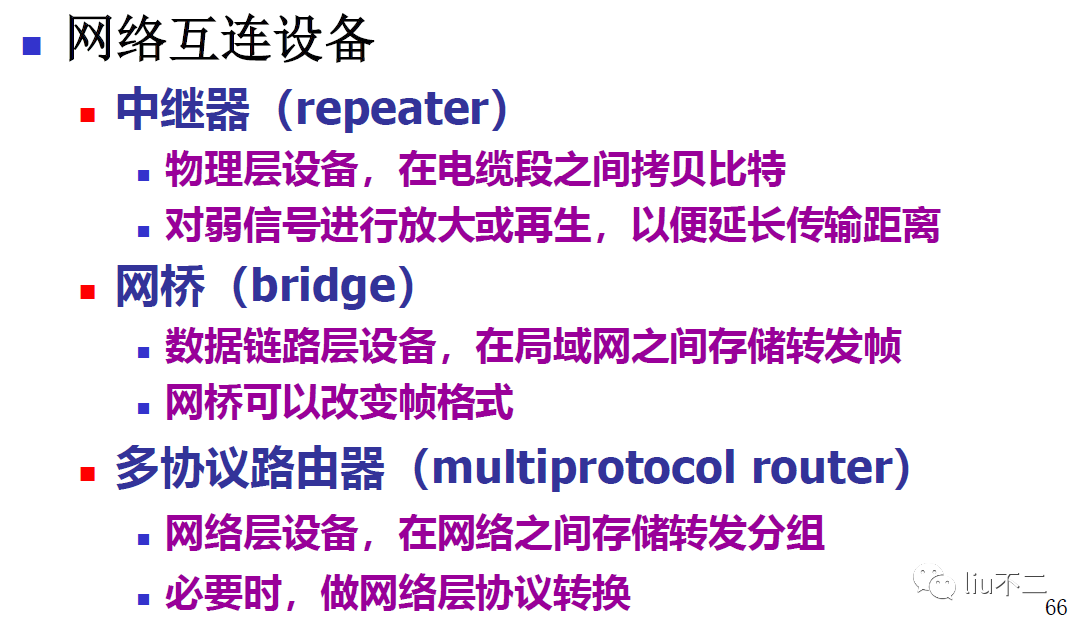 网络互连设备
中继器（repeater）
物理层设备，在电缆段之间拷贝比特
对弱信号进行放大或再生，以便延长传输距离
网桥（bridge）
数据链路层设备，在局域网之间存储转发帧
网桥可以改变帧格式
多协议路由器（multiprotocol router）
网络层设备，在网络之间存储转发分组
必要时，做网络层协议转换
liu不二
66